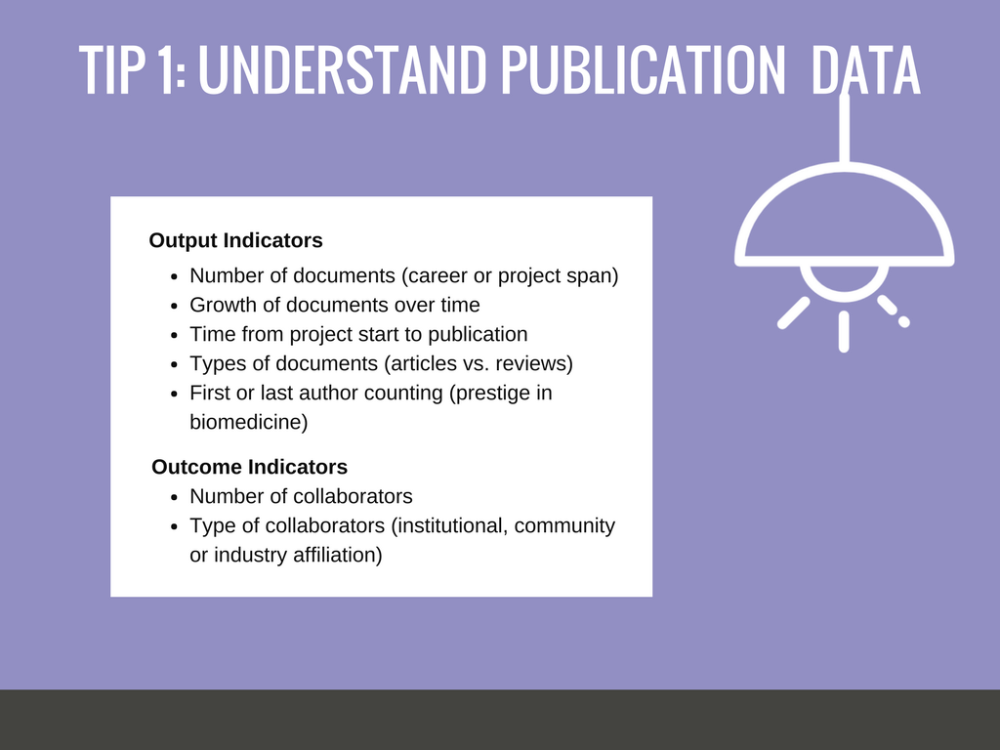 TIP 1: UNDERSTAND PUBLICATION  DATA
Output Indicators
• Number of documents (career or project span)
• Growth of documents over time
• Time from project start to publication
• Types of documents (articles vs. reviews)
• First or last author counting (prestige in
biomedicine)
Outcome Indicators
• Number of collaborators
• Type of collaborators (institutional, community
or industry affiliation)